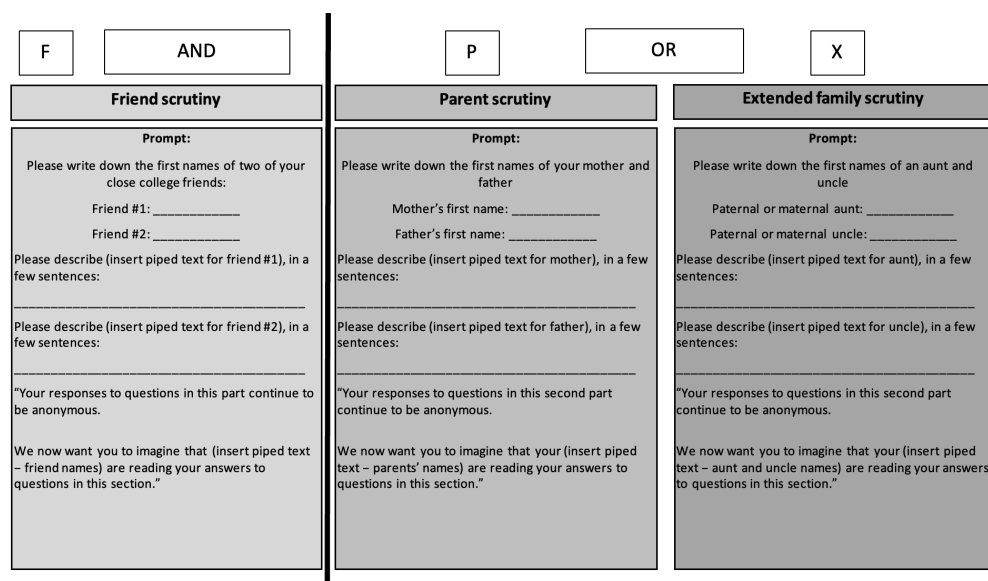 F
AND
P
OR
X
Friend scrutiny
Prompt:
Please write down the first names of two of your
close college friends:
Friend #1: ____________
Friend #2: ____________
Please describe (insert piped text for friend #1), in a
few sentences:
________________________________________
Please describe (insert piped text for friend #2), in a
few sentences:
________________________________________
“Your responses to questions in this part continue to
be anonymous.
We now want you to imagine that (insert piped text
– friend names) are reading your answers to
questions in this section.”
Parent scrutiny
Prompt:
Please write down the first names of your mother and
father
Mother’s first name: ____________
Father’s first name: ____________
Please describe (insert piped text for mother), in a few
sentences:
_________________________________________
Please describe (insert piped text for father), in a few
sentences:
_________________________________________
“Your responses to questions in this second part
continue to be anonymous.
We now want you to imagine that your (insert piped
text – parents’ names) are reading your answers to
questions in this section.”
Extended family scrutiny
Prompt:
Please write down the first names of an aunt and
uncle
Paternal or maternal aunt: ____________
Paternal or maternal uncle: ____________
Please describe (insert piped text for aunt), in a few
sentences:
_________________________________________
Please describe (insert piped text for uncle), in a few
sentences:
_________________________________________
“Your responses to questions in this second part
continue to be anonymous.
We now want you to imagine that your (insert piped
text – aunt and uncle names) are reading your answers
to questions in this section.”